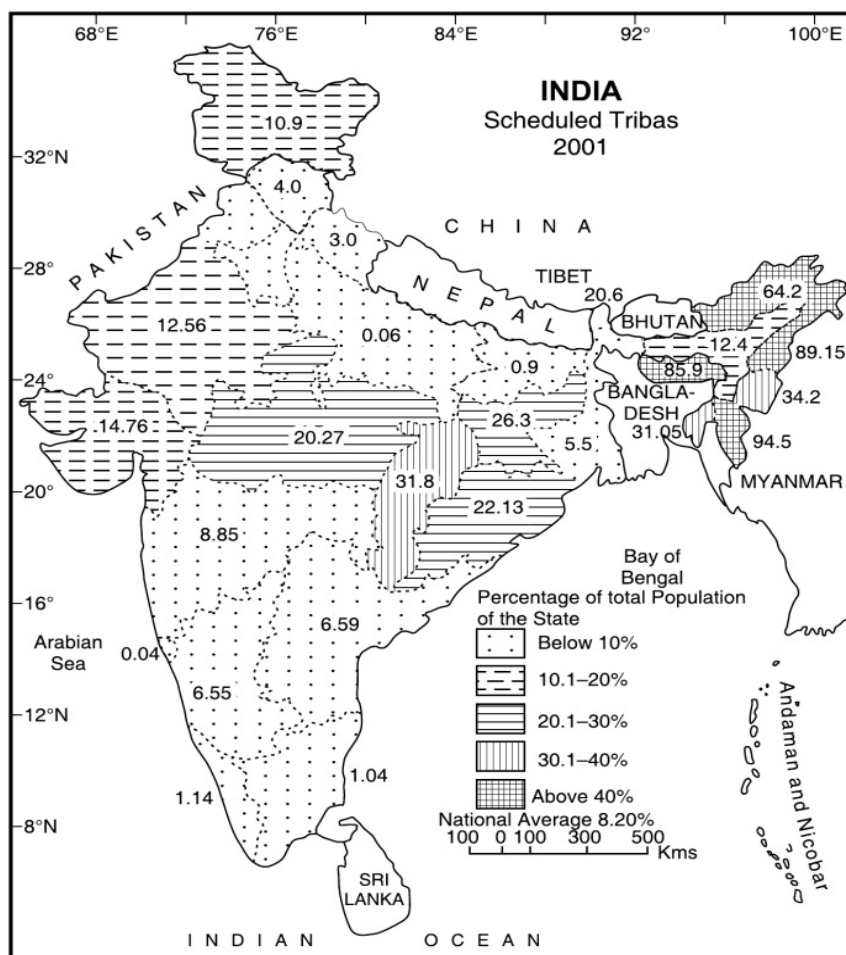 68°E 76°E 84°E 92°E 100°E
INDIA
Scheduled Tribas
2001
10.9
32°N
4.0
PAKISTAN
CHINA
3.0
28°N
NEPAL
TIBET
20.6
64.2
BHUTAN
12.56
0.06
12.4
89.15
0.9
24°N
85.9
BANGLA-
DESH
34.2
14.76
20.27
26.3
31.05
5.5
94.5
31.8
MYANMAR
20°N
22.13
8.85
Bay of
Bengal
16°N
Percentage of total Population
of the State
6.59
Below 10%
Arabian
Sea
0.04
10.1–20%
6.55
20.1–30%
12°N
30.1–40%
1.04
1.14
Above 40%
8°N
National Average 8.20%
100 0 100 300 500
Kms
Andaman and Nicobar
SRI
LANKA
INDIAN OCEAN